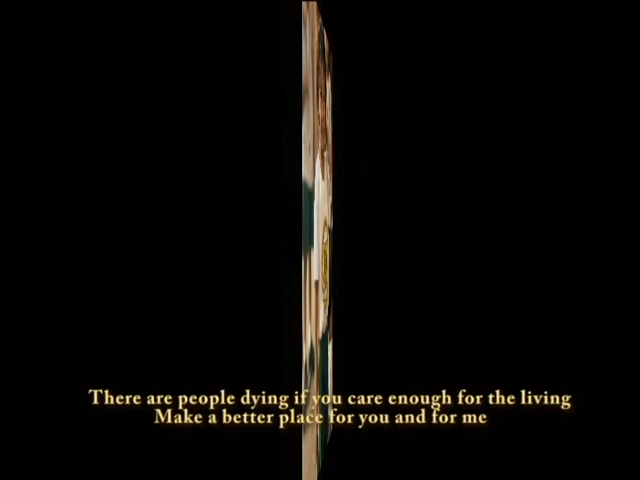 There are people dying if you care enough for the living
Make a better place for you and for me